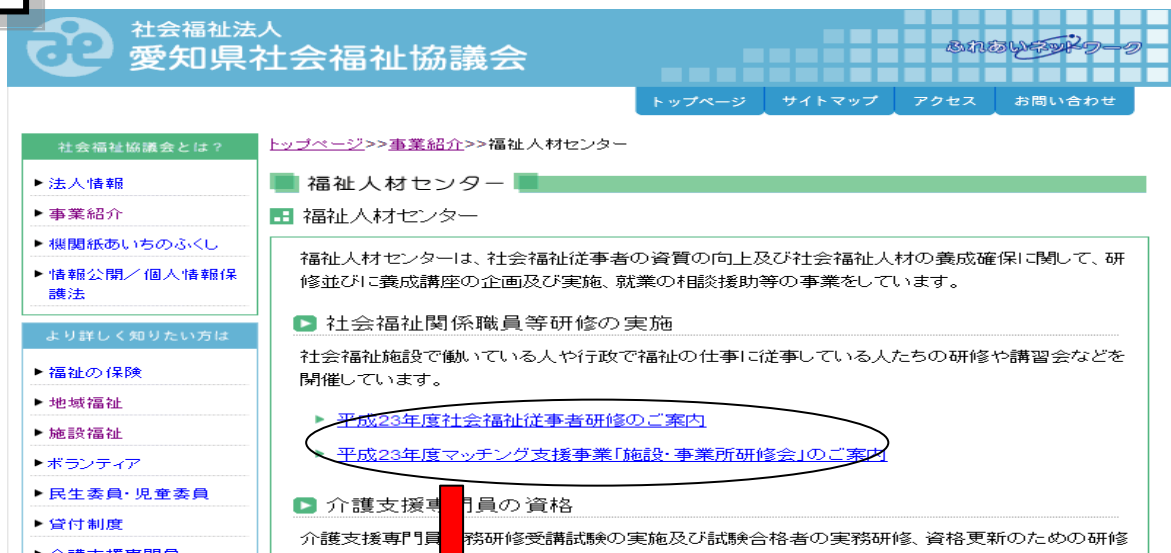 社会福祉法人
愛知県社会福祉協議会
ふれあいネットワーク
トップページ サイトマップ アクセス お問い合わせ
社会福祉協議会とは？
►法人情報
►事業紹介
►機関紙あいちのふくし
►情報公開／個人情報保
護法
より詳しく知りたい方は
►福祉の保険
►地域福祉
►施設福祉
►ボランティア
►民生委員・児童委員
►貸付制度
►介護支援専門員
トップページ>>事業紹介>>福祉人材センター
福祉人材センター
福祉人材センター
福祉人材センターは、社会福祉従事者の資質の向上及び社会福祉人材の養成確保に関して、研
修並びに養成講座の企画及び実施、就業の相談援助等の事業をしています。
社会福祉関係職員等研修の実施
社会福祉施設で働いている人や行政で福祉の仕事に従事している人たちの研修や講習会などを
開催しています。
平成23年度社会福祉従事者研修のご案内
平成23年度マッチング支援事業「施設・事業所研修会」のご案内
介護支援専門員の資格
介護支援専門員 務研修受講試験の実施及び試験合格者の実務研修、資格更新のための研修